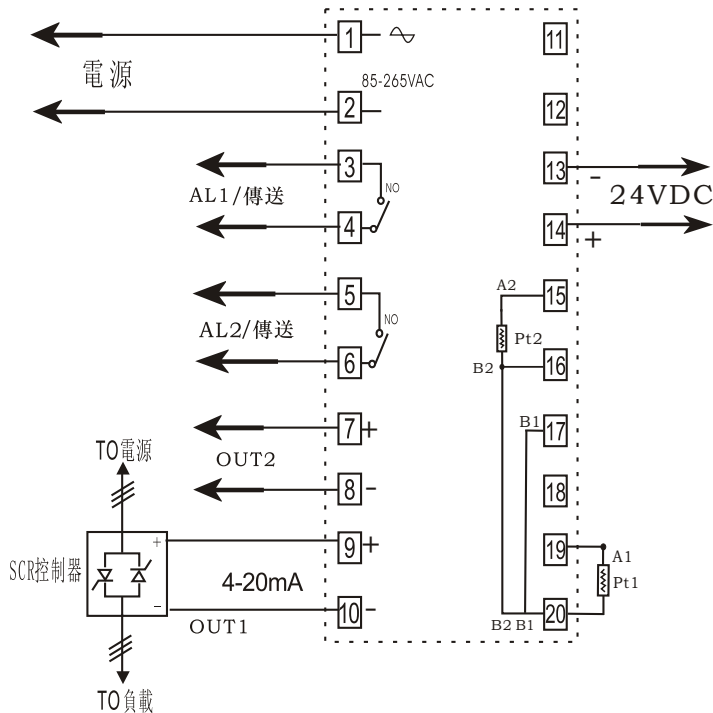 1
11
電源
85-265VAC
2
12
3
13
-
24VDC
NO
AL1/傳送
4
14
+
5
15
A2
NO
AL2/傳送
Pt2
6
16
B2
7
+
17
B1
OUT2
TO電源
8
-
18
9
+
19
+
A1
SCR控制器
4-20mA
Pt1
-
10
-
20
OUT1
B2 B1
TO負載